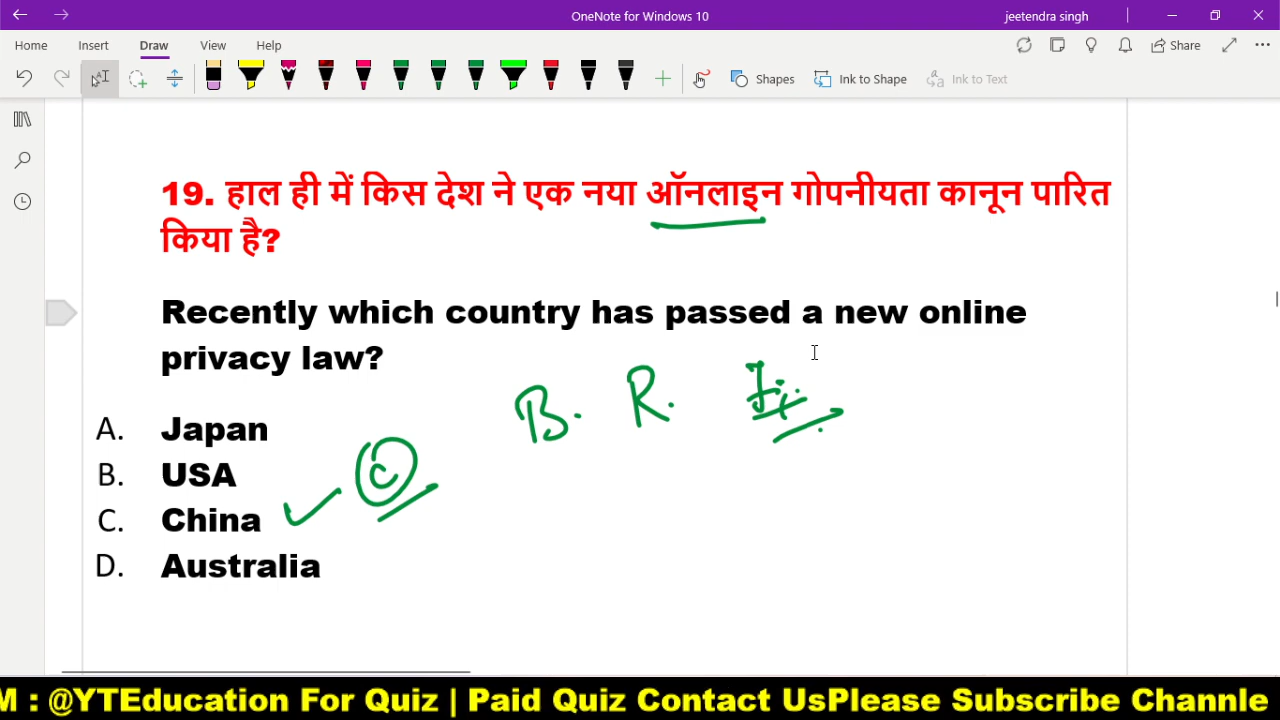 OneNote for Windows 10
jeetendra singh
Home Insert Draw View Help
Share
Shapes Ink to Shape Ink to Text
19. हाल ही में किस देश ने एक नया ऑनलाइन गोपनीयता कानून पारित
किया है?
Recently which country has passed a new online
privacy law?
B. R.
A. Japan
B. USA
C
C. China
D. Australia
M : @YTEducation For Quiz | Paid Quiz Contact UsPlease Subscribe Channle